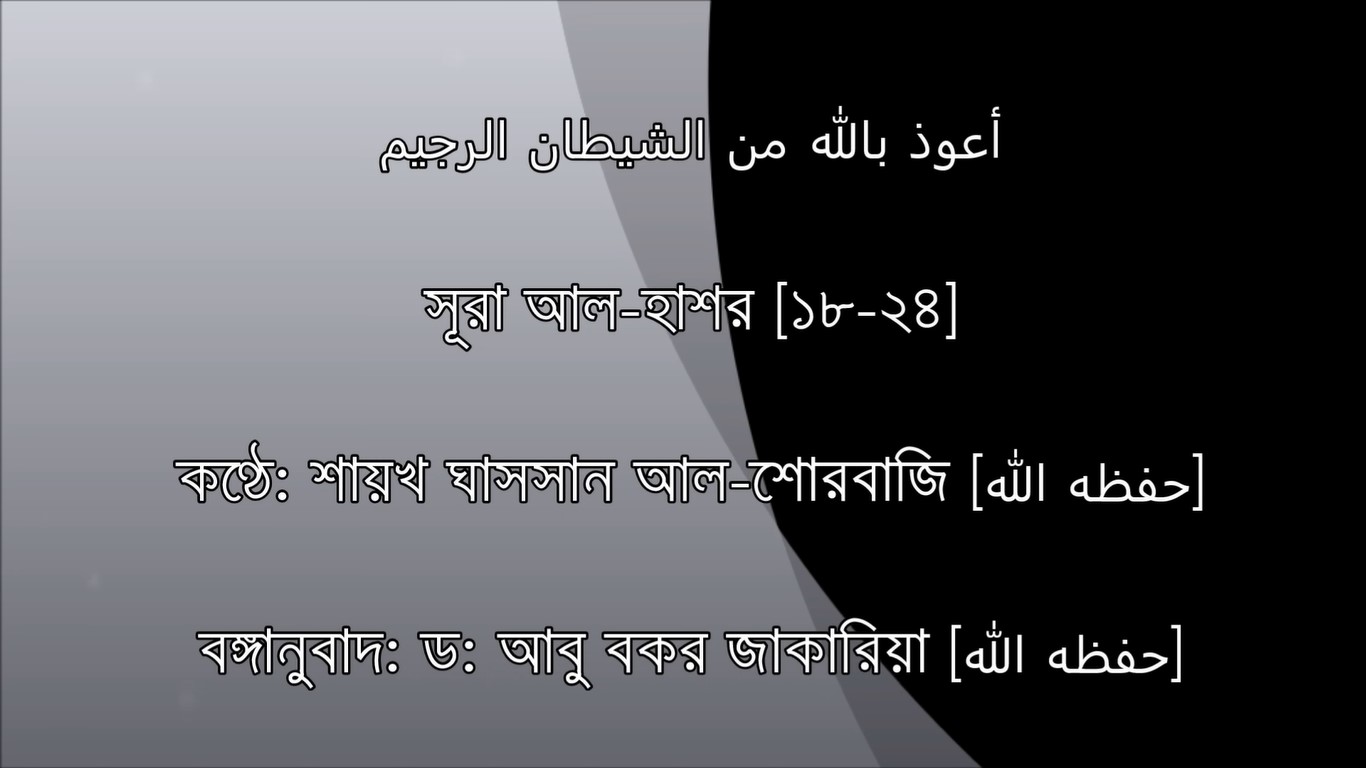 أعوذ بالله من الشيطان الرجيم
সূরা আল-হাশর [১৮-২৪]
কণ্ঠে: শায়খ ঘাসসান আল-শোরবাজি [حفظه الله]
বঙ্গানুবাদ: ড: আবু বকর জাকারিয়া [حفظه الله]